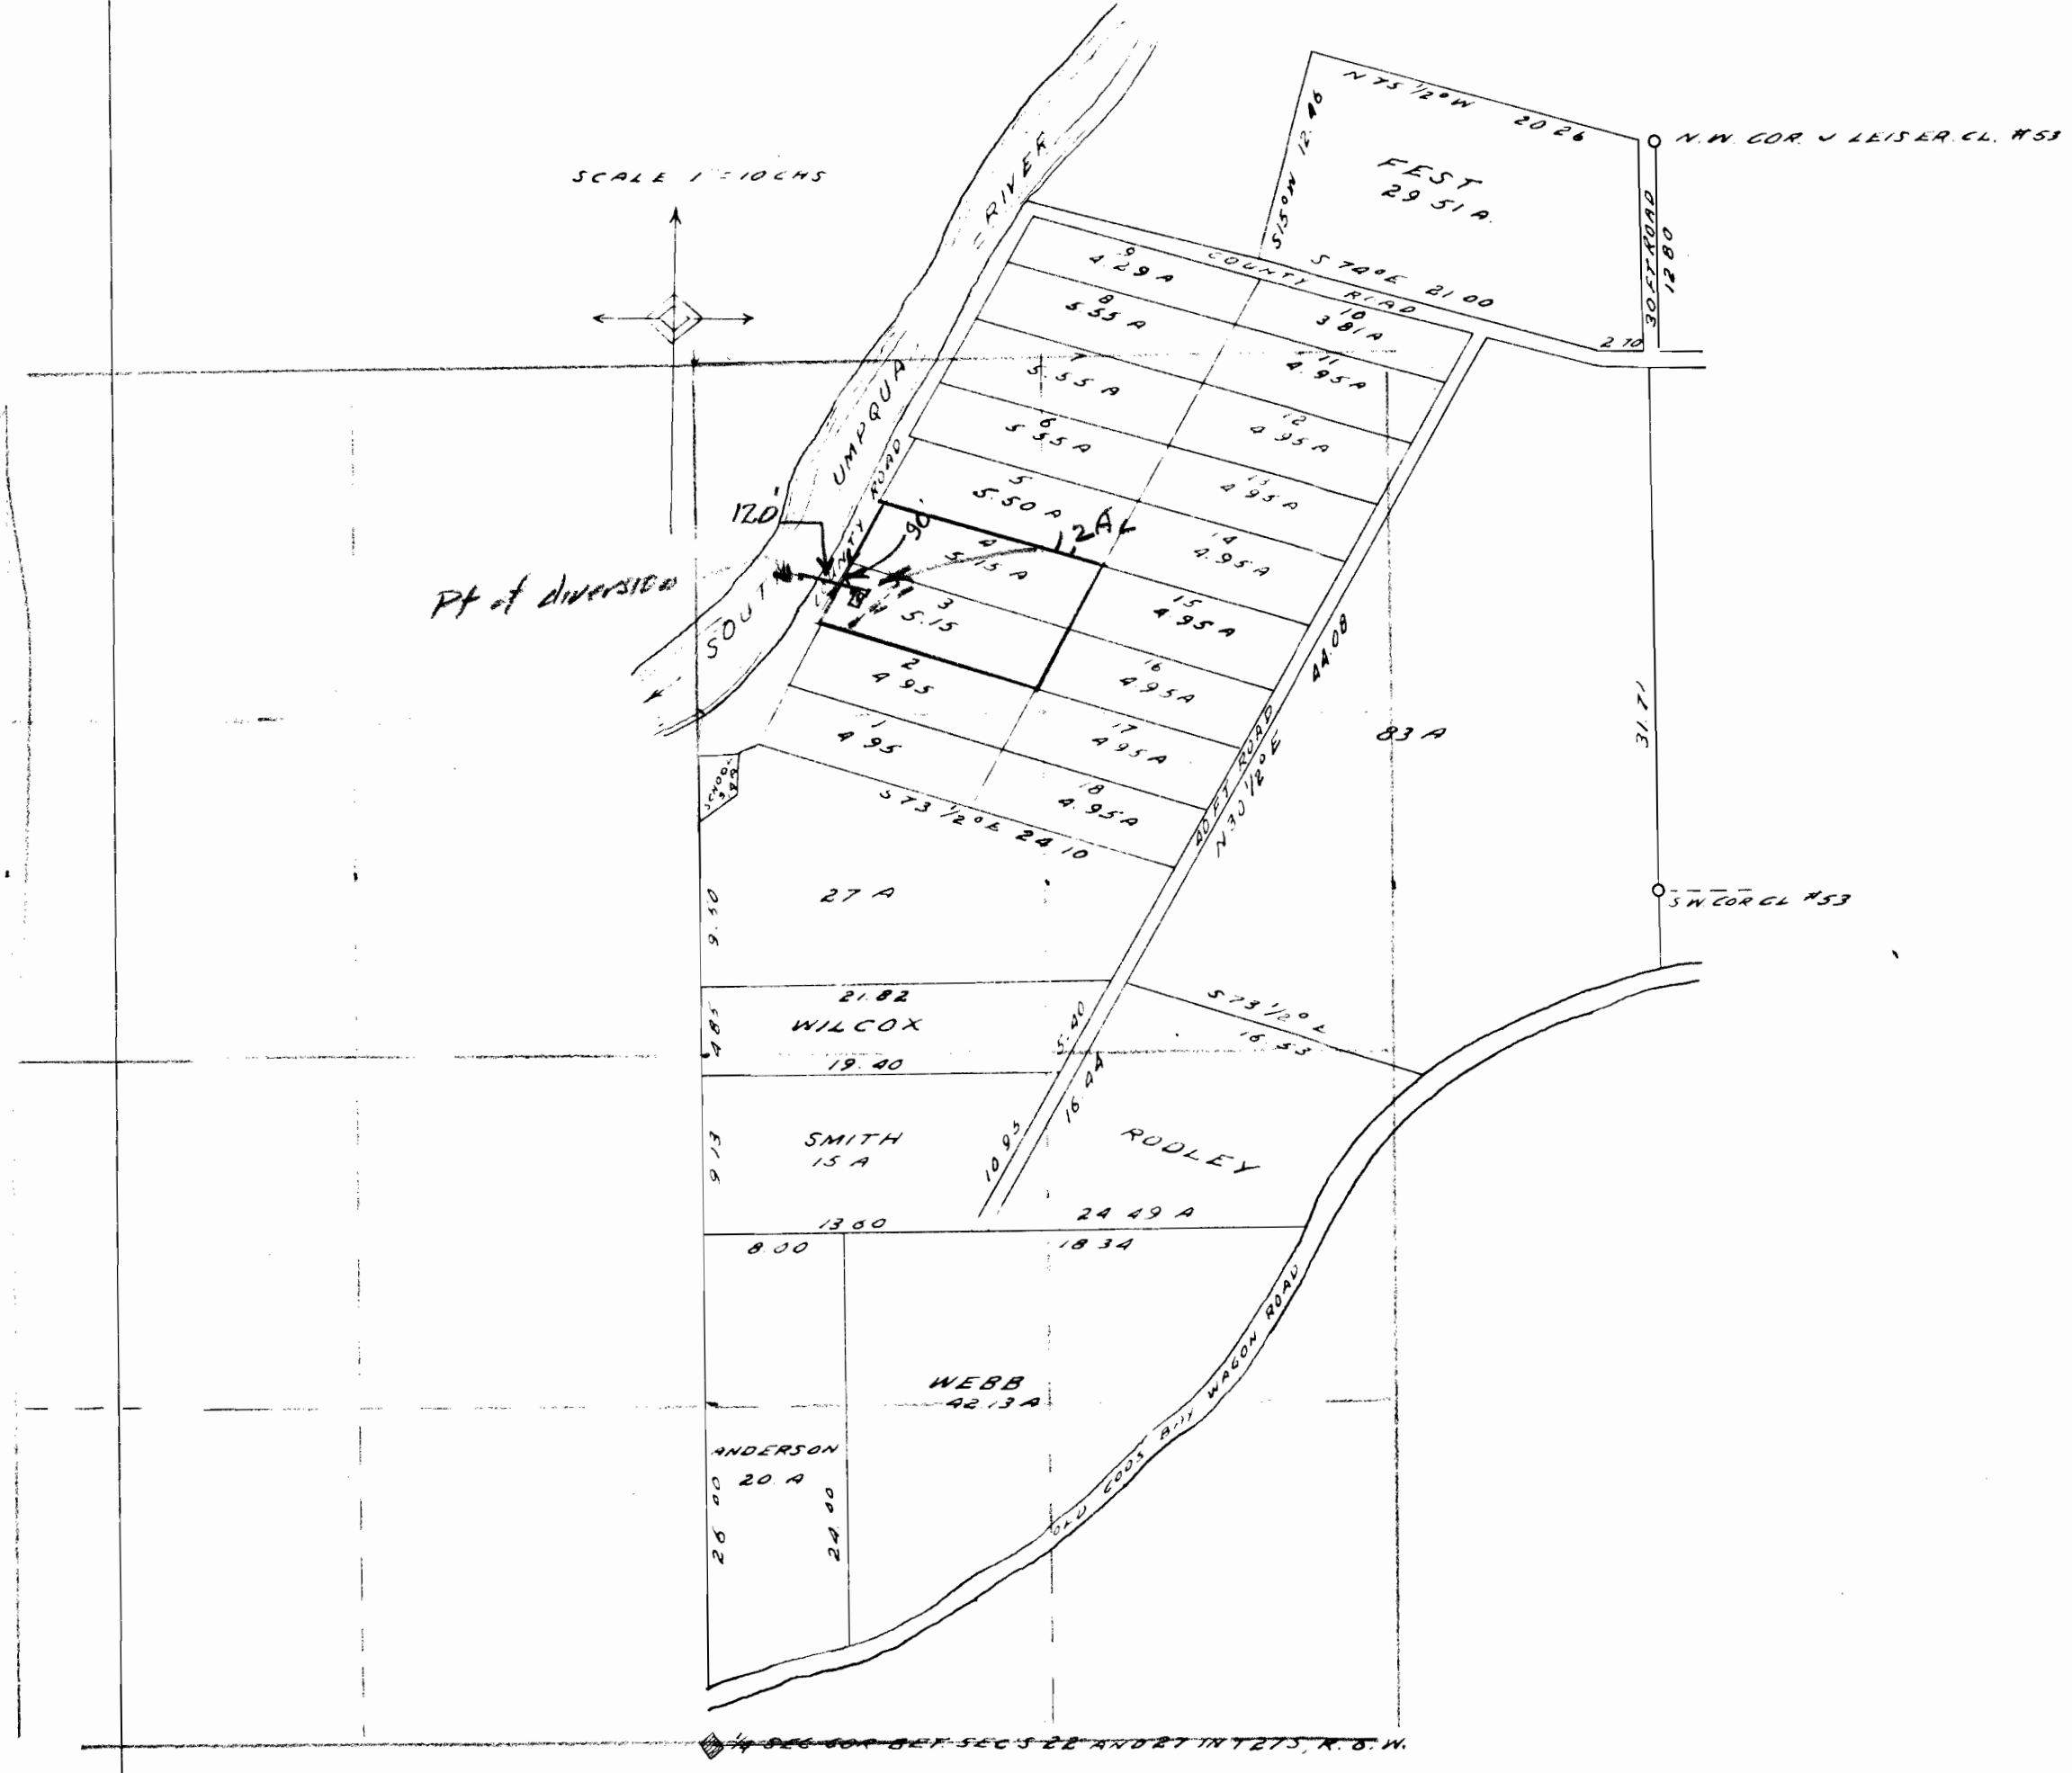 N 75 1/2° W 20 26
N. W. COR. J LEISER. CL. #53
S 15° W 12.46
FEST
29 51 A.
30 FT ROAD
12 80
SCALE 1" = 10 CHS
RIVER
COUNTY ROAD
S 74° E 21 00
2 70
9
4.29 A
8
5.55 A
10
3 81 A
7
5.55 A
11
4.95 A
6
5 55 A
12
4 95 A
UMPQUA
ROAD
5
5.50 A
13
4 95 A
120'
90'
2 Ac
4
5.15 A
14
4.95 A
Pt of diversion
SOUTH
3
5.15
15
4.95 A
2
4 95
16
4.95 A
44.08
1
4 95
17
4 95 A
83 A
31.71
SCHOOL
18
4.95 A
40 FT ROAD
N 30 1/2° E
S 73 1/2° E 24 10
27 A
9.50
S W. COR CL #53
21.82
WILCOX
4 85
19.40
5.40
S 73 1/2° E
16.53
16.44
SMITH
15 A
9 13
10 95
RODLEY
24 49 A
13 60
8 00
18 34
WEBB
42.13 A
ANDERSON
20. A
26 00
24.00
OLD COOS BAY WAGON ROAD
1/4 SEC COR BET. SECS 22 AND 27 IN T 27 S, R. 6. W.